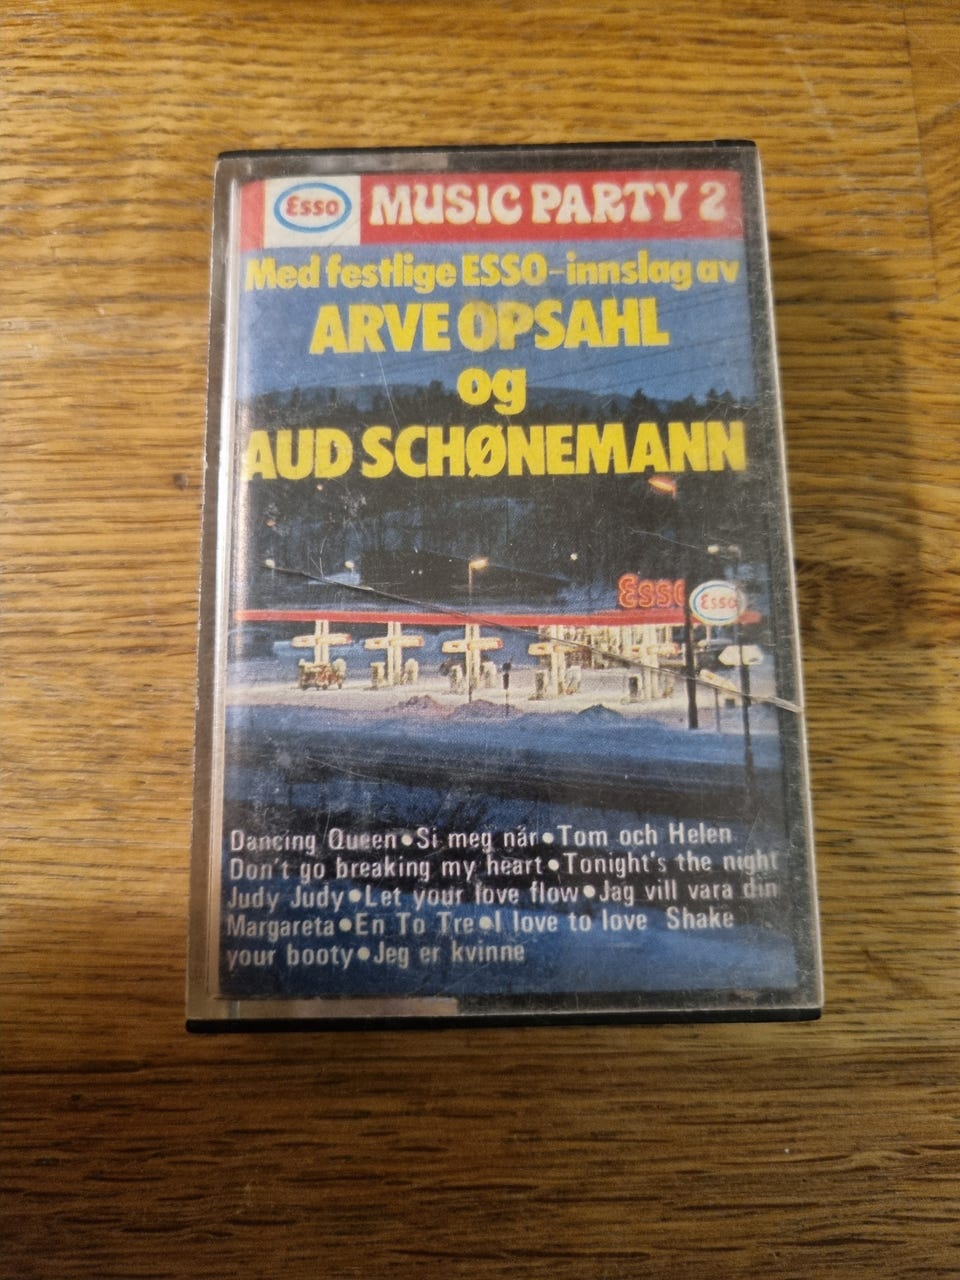 Esso
MUSIC PARTY 2
Med festlige ESSO-innslag av
ARVE OPSAHL
og
AUD SCHØNEMANN
Esso
Esso
Dancing Queen•Si meg når•Tom och Helen
Don't go breaking my heart•Tonight's the night
Judy Judy•Let your love flow•Jag vill vara din
Margareta•En To Tre•I love to love Shake
your booty•Jeg er kvinne